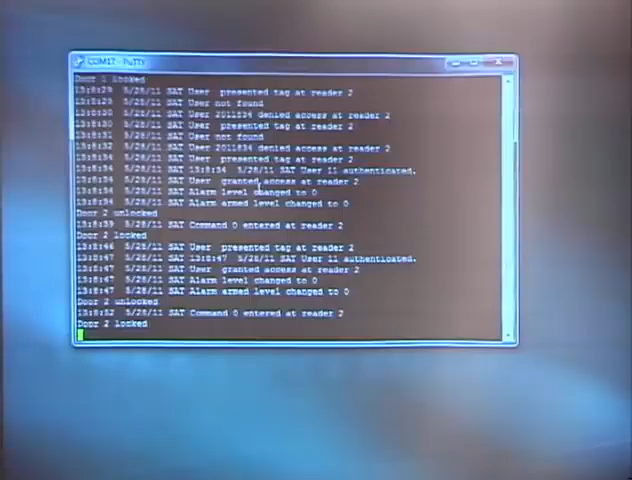 COM17 - PuTTY
Door 1 locked
13:8:29 5/28/11 SAT User presented tag at reader 2
13:8:29 5/28/11 SAT User not found
13:8:30 5/28/11 SAT User 2011834 denied access at reader 2
13:8:30 5/28/11 SAT User presented tag at reader 2
13:8:31 5/28/11 SAT User not found
13:8:32 5/28/11 SAT User 2011834 denied access at reader 2
13:8:34 5/28/11 SAT User presented tag at reader 2
13:8:34 5/28/11 SAT 13:8:34 5/28/11 SAT User 11 authenticated.
13:8:34 5/28/11 SAT User granted access at reader 2
13:8:34 5/28/11 SAT Alarm level changed to 0
13:8:34 5/28/11 SAT Alarm armed level changed to 0
Door 2 unlocked
13:8:39 5/28/11 SAT Command 0 entered at reader 2
Door 2 locked
13:8:46 5/28/11 SAT User presented tag at reader 2
13:8:47 5/28/11 SAT 13:8:47 5/28/11 SAT User 11 authenticated.
13:8:47 5/28/11 SAT User granted access at reader 2
13:8:47 5/28/11 SAT Alarm level changed to 0
13:8:47 5/28/11 SAT Alarm armed level changed to 0
Door 2 unlocked
13:8:52 5/28/11 SAT Command 0 entered at reader 2
Door 2 locked